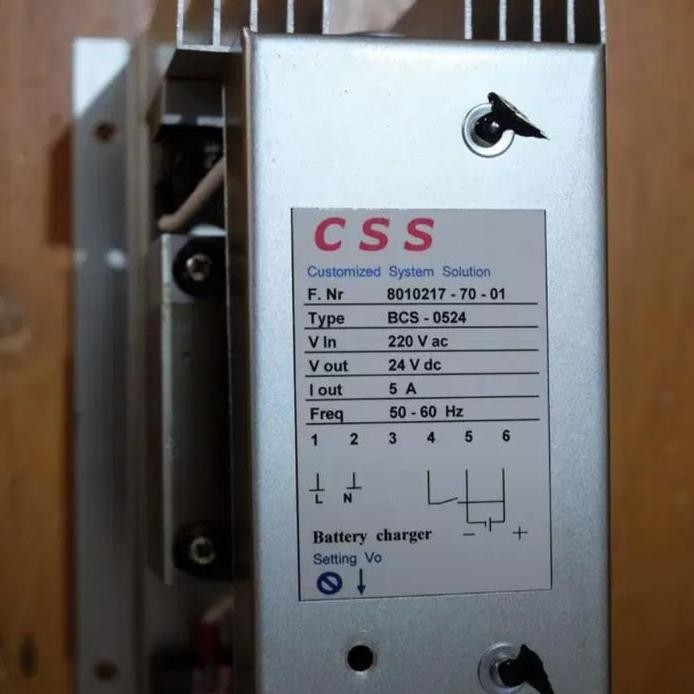 CSS
Customized System Solution
F. Nr 8010217 - 70 - 01
Type BCS - 0524
V In 220 V ac
V out 24 V dc
I out 5 A
Freq 50 - 60 Hz
1 2 3 4 5 6
L N
Battery charger - +
Setting Vo